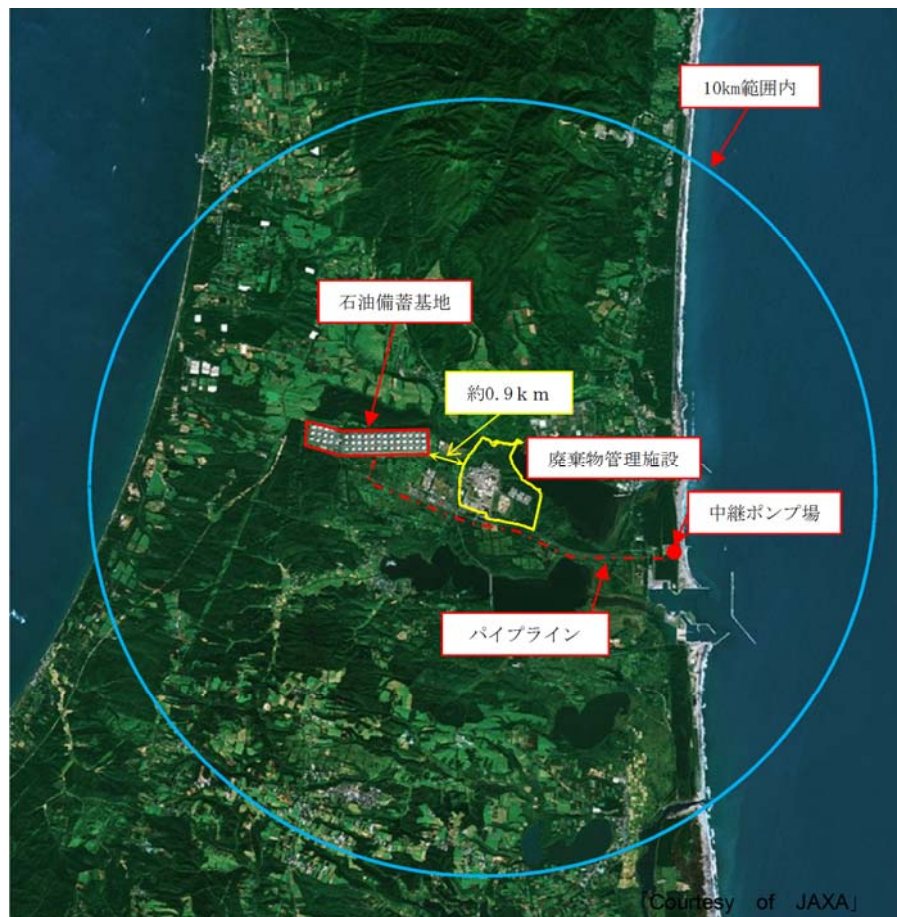 10km範囲内
石油備蓄基地
約0.9ｋｍ
廃棄物管理施設
中継ポンプ場
パイプライン
「Courtesy of JAXA」